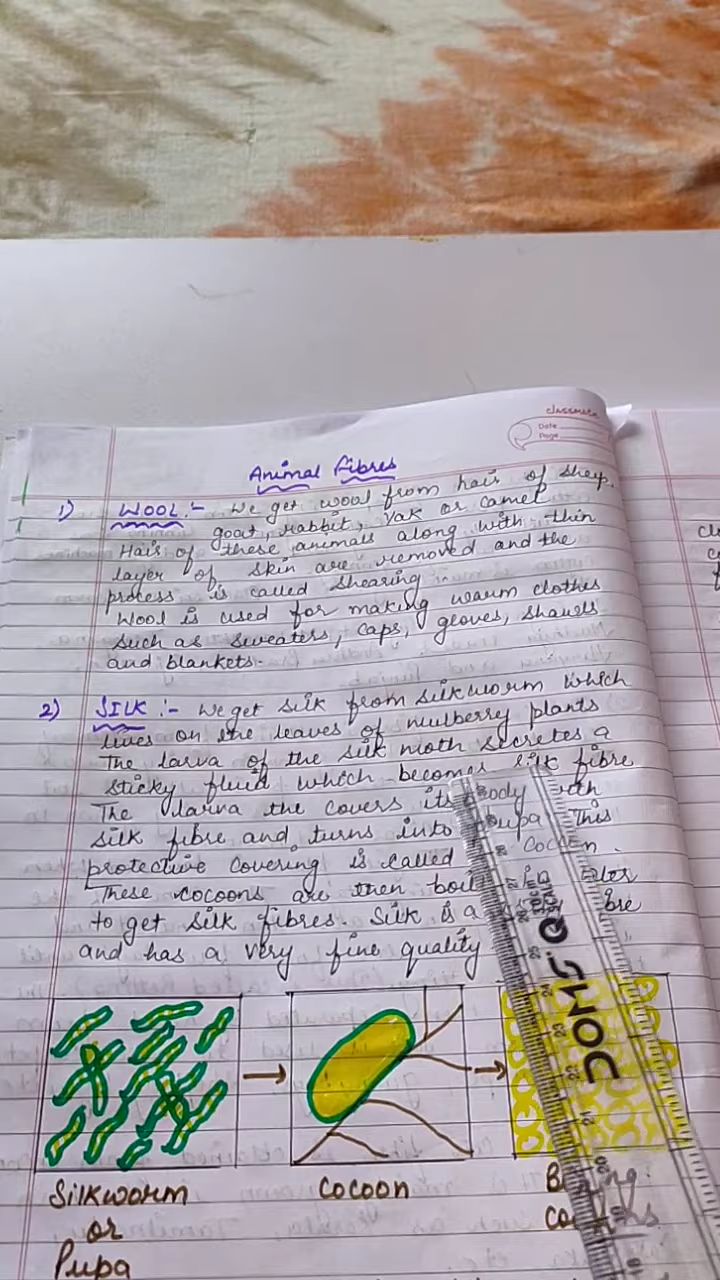 classmate
Date
Page
Animal Fibres
1) WOOL :- We get wool from hair of sheep,
goat, rabbit, yak or camel
Hair of these animals along with thin
layer of skin are removed and the
process is called shearing
Wool is used for making warm clothes
such as sweaters, caps, gloves, shawls
and blankets.
2) SILK :- We get silk from silkworm which
lives on the leaves of mulberry plants
The larva of the silk moth secretes a
sticky fluid which becomes silk fibre
The larva the covers its body with
silk fibre and turns into pupa This
protective covering is called
These cocoons are then
to get silk fibres. Silk is a
and has a very fine quality
DOMS
Silkworm
or
Pupa
Cocoon